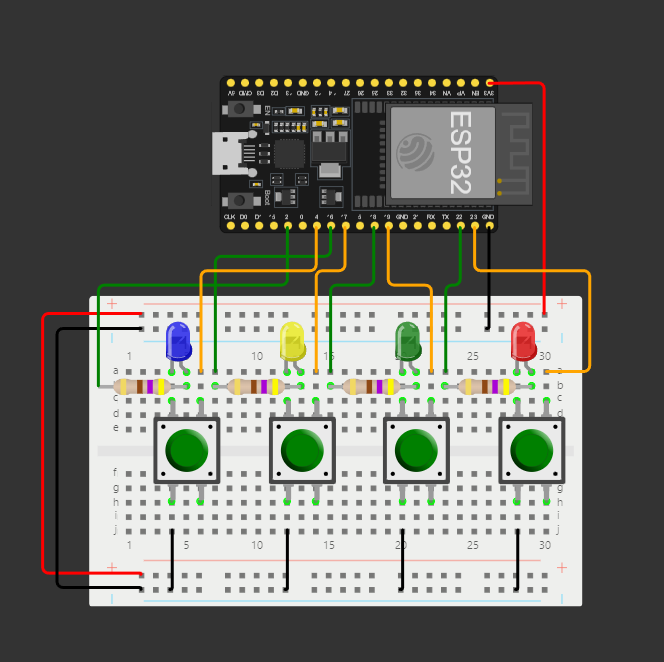 5V CMD D3 D2 13 GND 12 14 27 26 25 33 32 35 34 VN VP EN 3V3
EN
ESP32
Boot
CLK D0 D1 15 2 0 4 16 17 5 18 19 GND 21 RX TX 22 23 GND
+ +
1 10 15 25 30
a a
b b
c c
d d
e
f
g g
h h
i i
j j
1 5 10 15 20 25 30
+ +